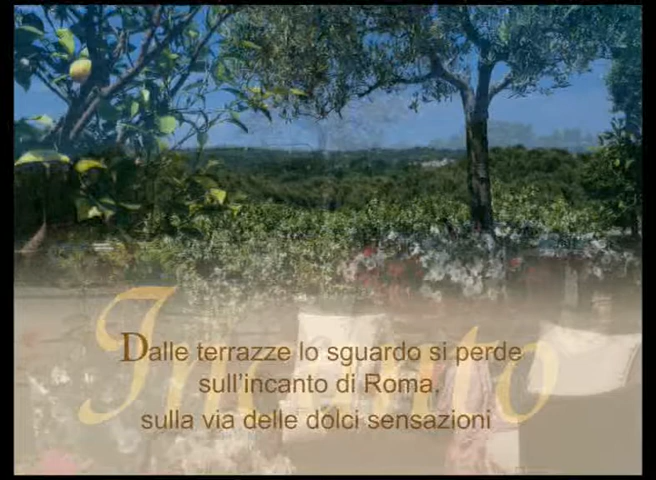 Incanto
Dalle terrazze lo sguardo si perde
sull'incanto di Roma,
sulla via delle dolci sensazioni